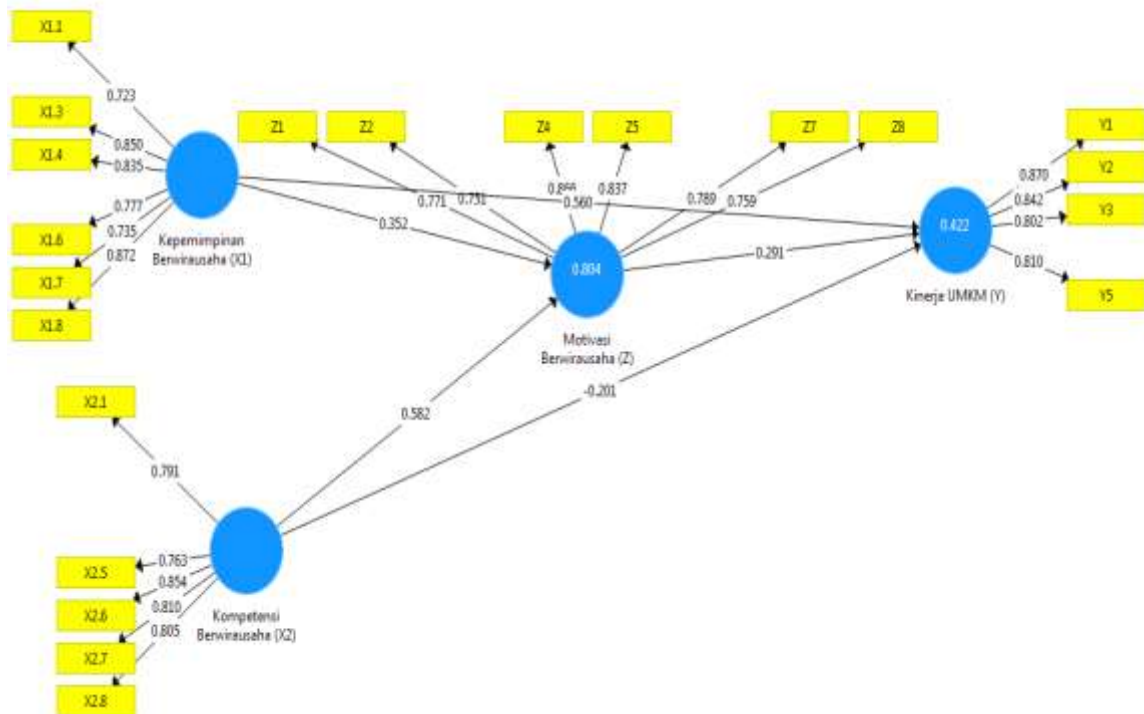 X1.1
0.723
X1.3
0.850
X1.4
0.835
0.777
X1.6
0.735
X1.7
0.872
X1.8
Kepemimpinan
Berwirausaha (X1)
Z1
Z2
Z4
Z5
Z7
Z8
0.771
0.751
0.837
0.789
0.759
0.560
0.352
0.804
Motivasi
Berwirausaha (Z)
0.291
Y1
0.870
Y2
0.842
Y3
0.802
0.422
0.810
Y5
Kinerja UMKM (Y)
X2.1
0.791
0.582
-0.201
X2.5
0.763
0.854
X2.6
0.810
X2.7
0.805
X2.8
Kompetensi
Berwirausaha (X2)